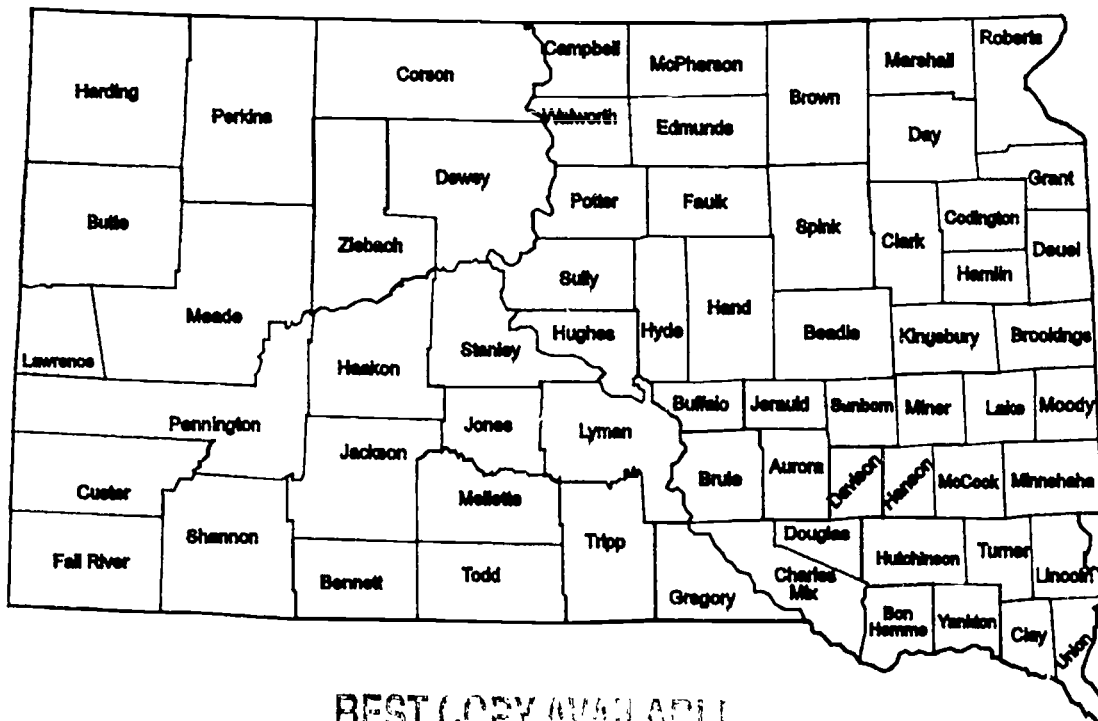 Harding
Perkins
Corson
Campbell
McPherson
Brown
Marshall
Roberts
Walworth
Edmunds
Day
Dewey
Butte
Ziebach
Potter
Faulk
Spink
Clark
Codington
Grant
Deuel
Hamlin
Sully
Hand
Meade
Hughes
Hyde
Beadle
Kingsbury
Brookings
Lawrence
Haakon
Stanley
Pennington
Jackson
Jones
Lyman
Buffalo
Jerauld
Sanborn
Miner
Lake
Moody
Custer
Shannon
Mellette
Tripp
Brule
Aurora
Davison
Hanson
McCook
Minnehaha
Fall River
Bennett
Todd
Gregory
Douglas
Charles
Mix
Hutchinson
Turner
Lincoln
Bon
Homme
Yankton
Clay
Union
BEST COPY AVAILABLE